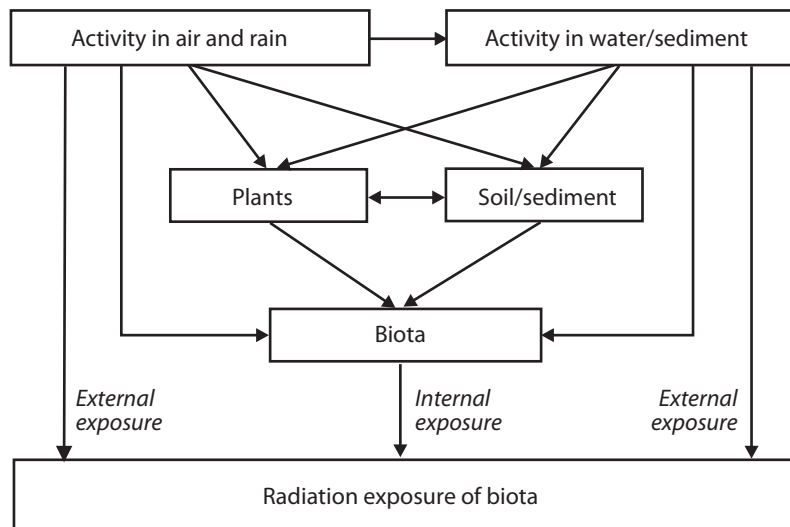 Activity in air and rain
Activity in water/sediment
Plants
Soil/sediment
Biota
External
exposure
Internal
exposure
External
exposure
Radiation exposure of biota